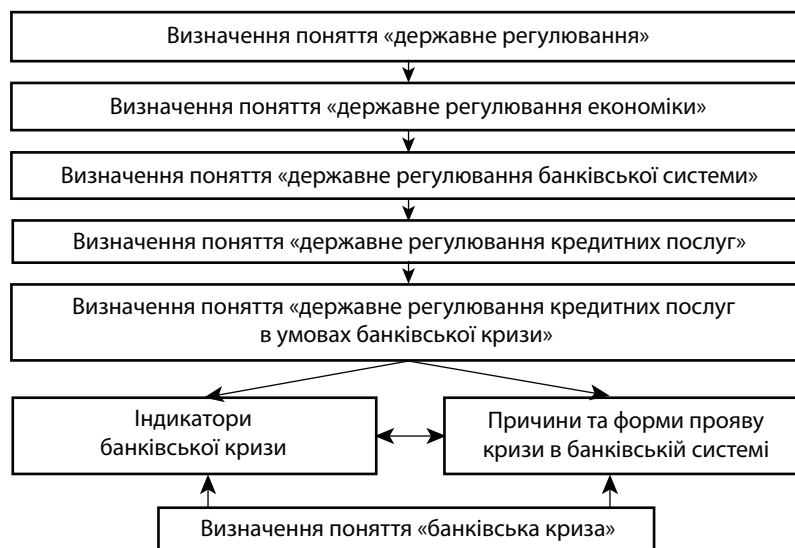 Визначення поняття «державне регулювання»
Визначення поняття «державне регулювання економіки»
Визначення поняття «державне регулювання банківської системи»
Визначення поняття «державне регулювання кредитних послуг»
Визначення поняття «державне регулювання кредитних послуг
в умовах банківської кризи»
Індикатори
банківської кризи
Причини та форми прояву
кризи в банківській системі
Визначення поняття «банківська криза»